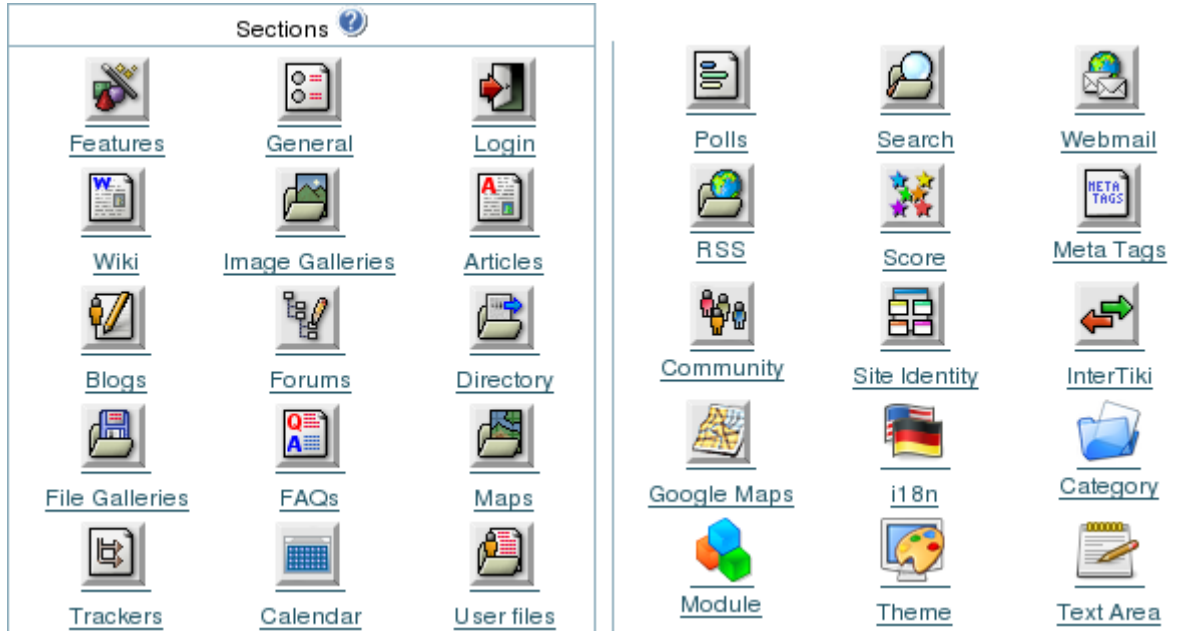 Sections ?
Features General Login
Wiki Image Galleries Articles
Blogs Forums Directory
File Galleries FAQs Maps
Trackers Calendar User files
Polls Search Webmail
META
TAGS
RSS Score Meta Tags
Community Site Identity InterTiki
Google Maps i18n Category
Module Theme Text Area